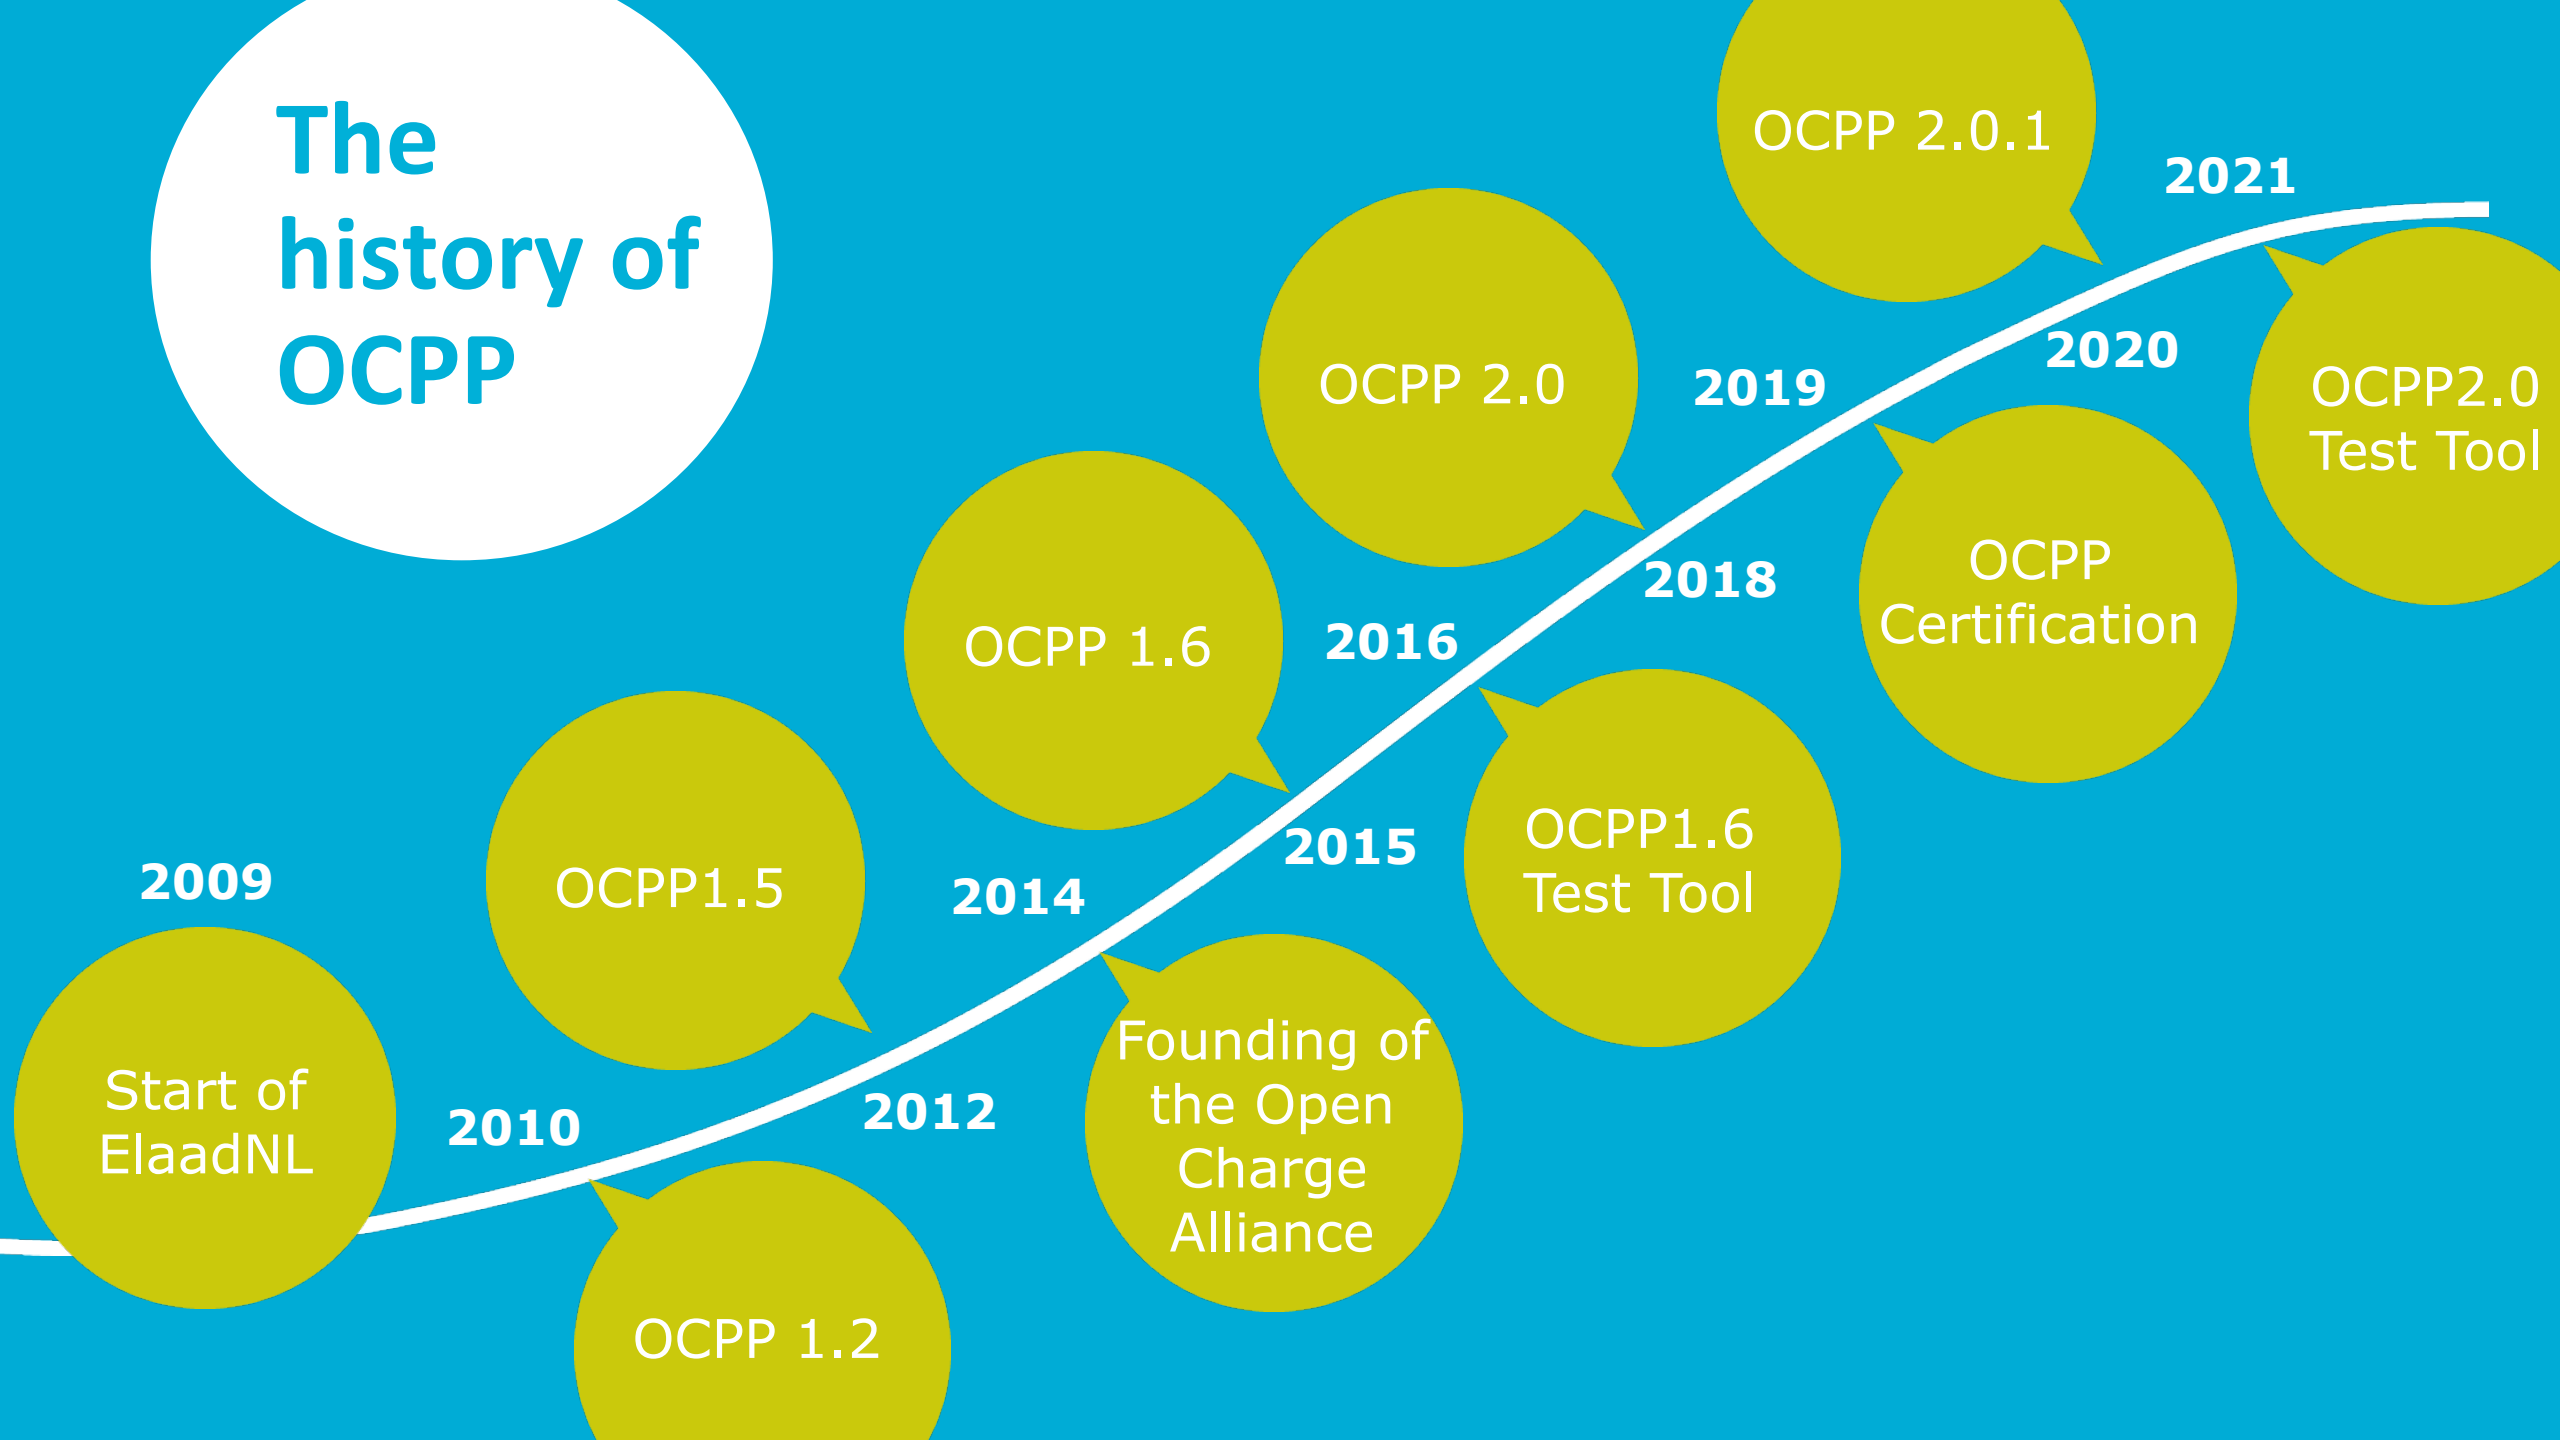 The
history of
OCPP
2009
Start of
ElaadNL
2010
OCPP 1.2
OCPP1.5
2012
2014
Founding of
the Open
Charge
Alliance
OCPP 1.6
2015
2016
OCPP1.6
Test Tool
OCPP 2.0
2018
2019
OCPP
Certification
OCPP 2.0.1
2020
2021
OCPP2.0
Test Tool